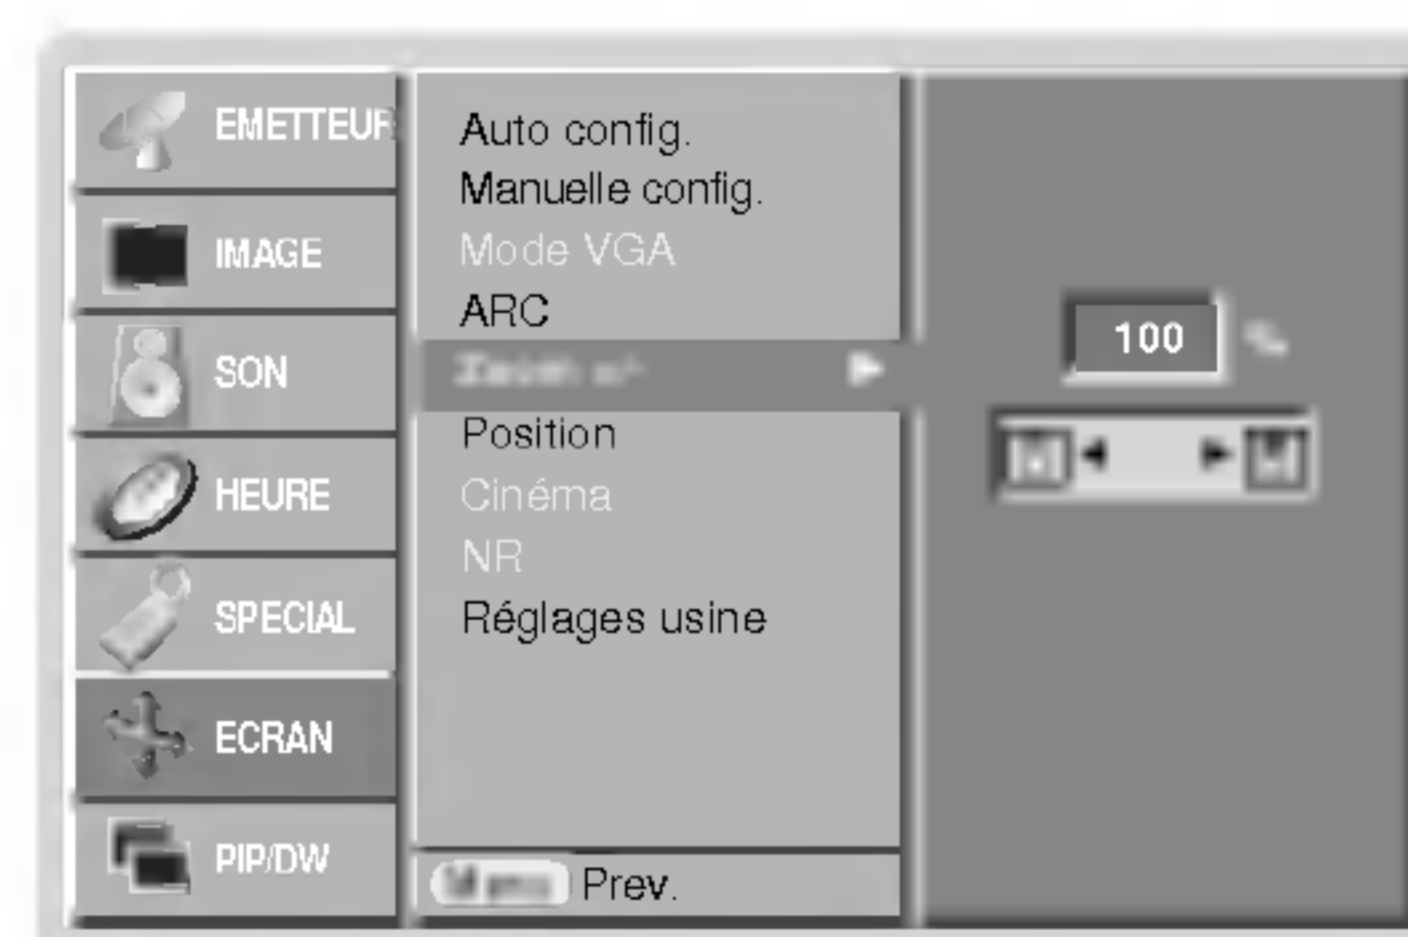 EMETTEUR
IMAGE
SON
HEURE
SPECIAL
ECRAN
PIP/DW
Auto config.
Manuelle config.
Mode VGA
ARC
Position
Cinéma
NR
Réglages usine
Menu Prev.
100 %